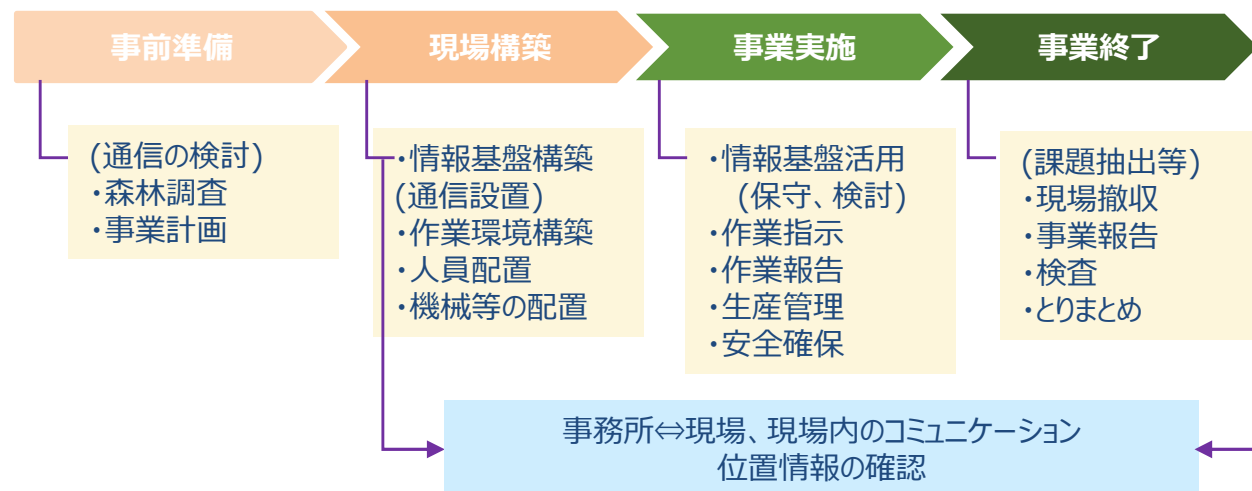 事前準備
現場構築
事業実施
事業終了
(通信の検討)
・森林調査
・事業計画
・情報基盤構築
(通信設置)
・作業環境構築
・人員配置
・機械等の配置
・情報基盤活用
(保守、検討)
・作業指示
・作業報告
・生産管理
・安全確保
(課題抽出等)
・現場撤収
・事業報告
・検査
・とりまとめ
事務所⇔現場、現場内のコミュニケーション
位置情報の確認